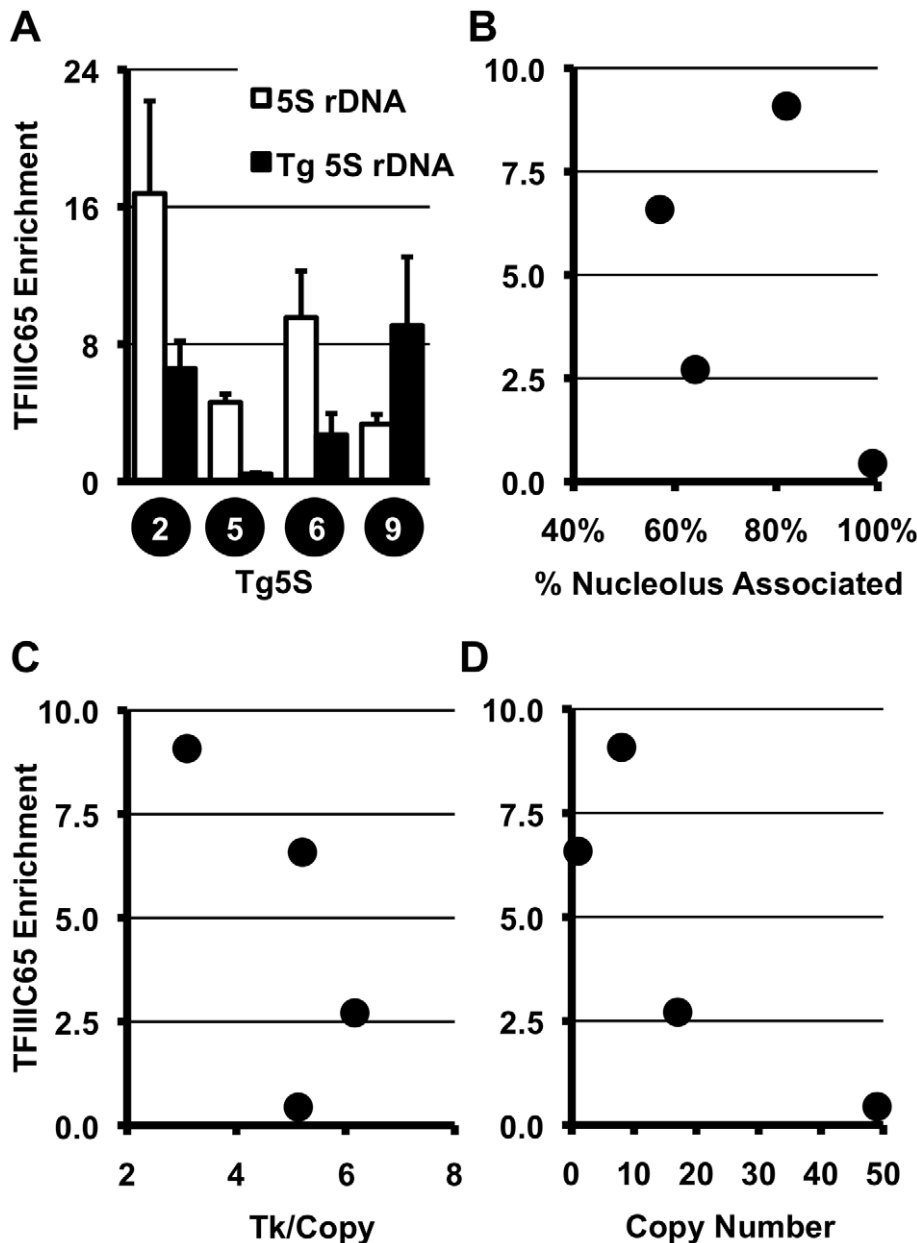 A
24
16
8
0
TFIIIC65 Enrichment
5S rDNA
Tg 5S rDNA
2 5 6 9
Tg5S
B
10.0
7.5
5.0
2.5
0.0
40% 60% 80% 100%
% Nucleolus Associated
C
10.0
7.5
5.0
2.5
0.0
TFIIIC65 Enrichment
2 4 6 8
Tk/Copy
D
10.0
7.5
5.0
2.5
0.0
0 10 20 30 40 50
Copy Number